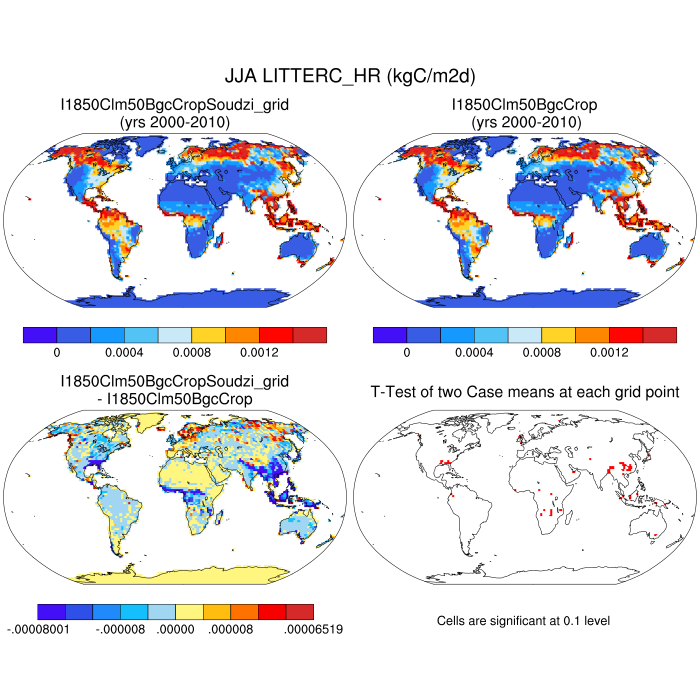 JJA LITTERC_HR (kgC/m2d)
I1850Clm50BgcCropSoudzi_grid
(yrs 2000-2010)
I1850Clm50BgcCrop
(yrs 2000-2010)
0 0.0004 0.0008 0.0012
0 0.0004 0.0008 0.0012
I1850Clm50BgcCropSoudzi_grid
- I1850Clm50BgcCrop
T-Test of two Case means at each grid point
-.00008001 -.000008 .00000 .000008 .00006519
Cells are significant at 0.1 level